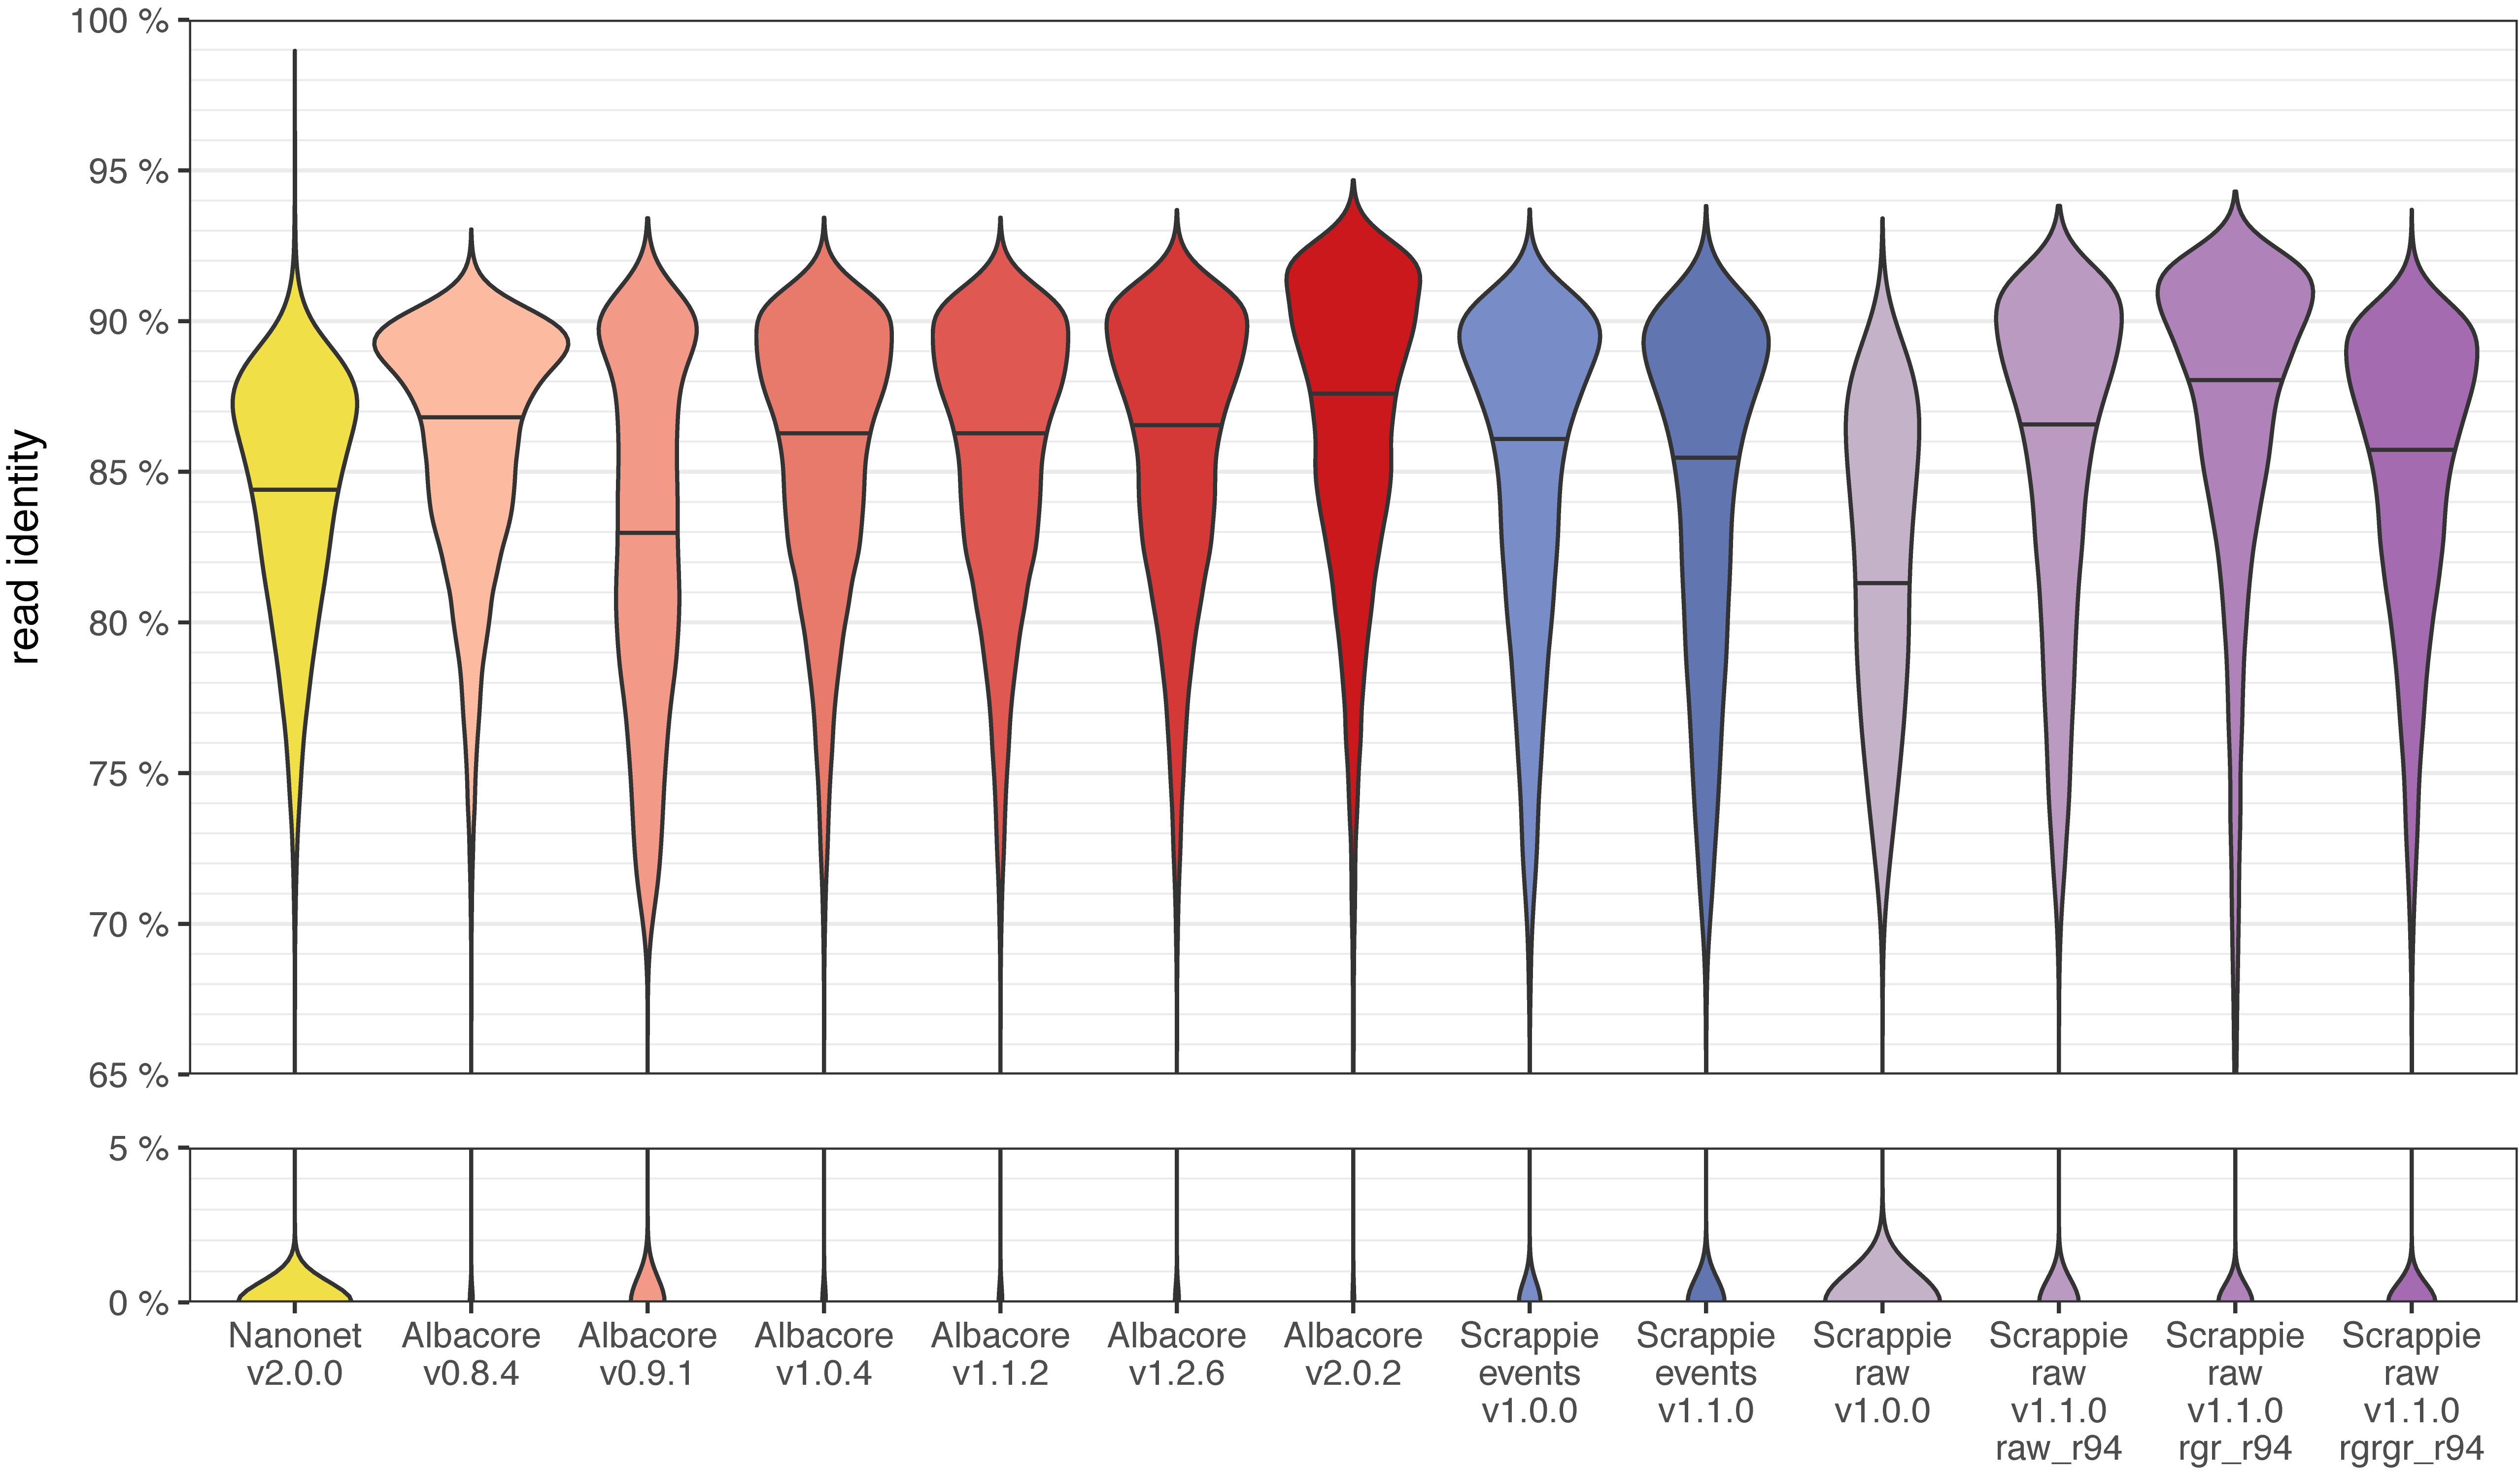 read identity
100 %
95 %
90 %
85 %
80 %
75 %
70 %
65 %
5 %
0 %
Nanonet
v2.0.0
Albacore
v0.8.4
Albacore
v0.9.1
Albacore
v1.0.4
Albacore
v1.1.2
Albacore
v1.2.6
Albacore
v2.0.2
Scrappie
events
v1.0.0
Scrappie
events
v1.1.0
Scrappie
raw
v1.0.0
Scrappie
raw
v1.1.0
raw_r94
Scrappie
raw
v1.1.0
rgr_r94
Scrappie
raw
v1.1.0
rgrgr_r94